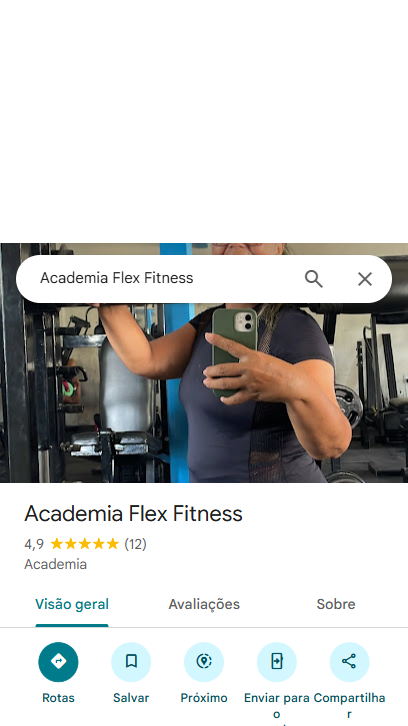 Academia Flex Fitness
Academia Flex Fitness
4,9 (12)
Academia
Visão geral Avaliações Sobre
Rotas Salvar Próximo Enviar para o Compartilhar